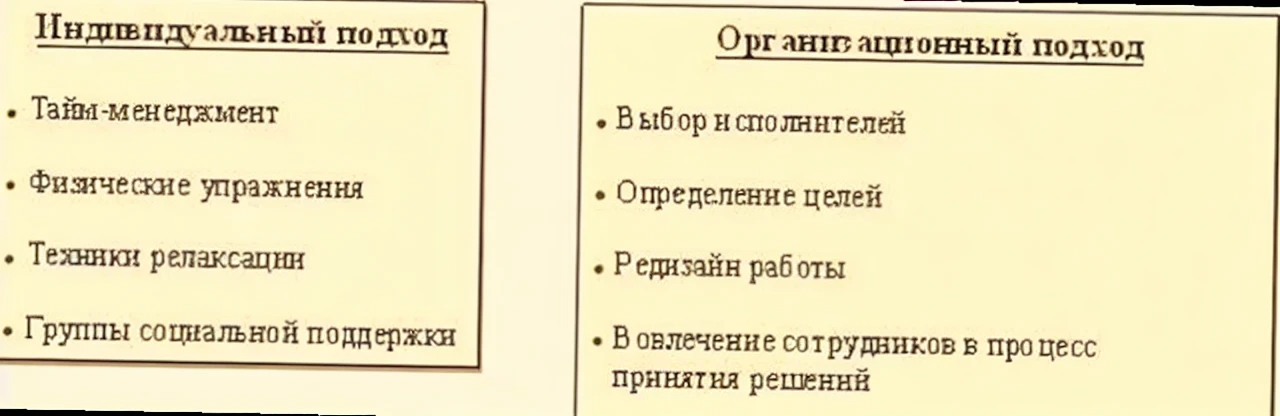 Индивидуальный подход
• Тайм-менеджмент
• Физические упражнения
• Техники релаксации
• Группы социальной поддержки
Организационный подход
• Выбор исполнителей
• Определение целей
• Редизайн работы
• Вовлечение сотрудников в процесс
принятия решений